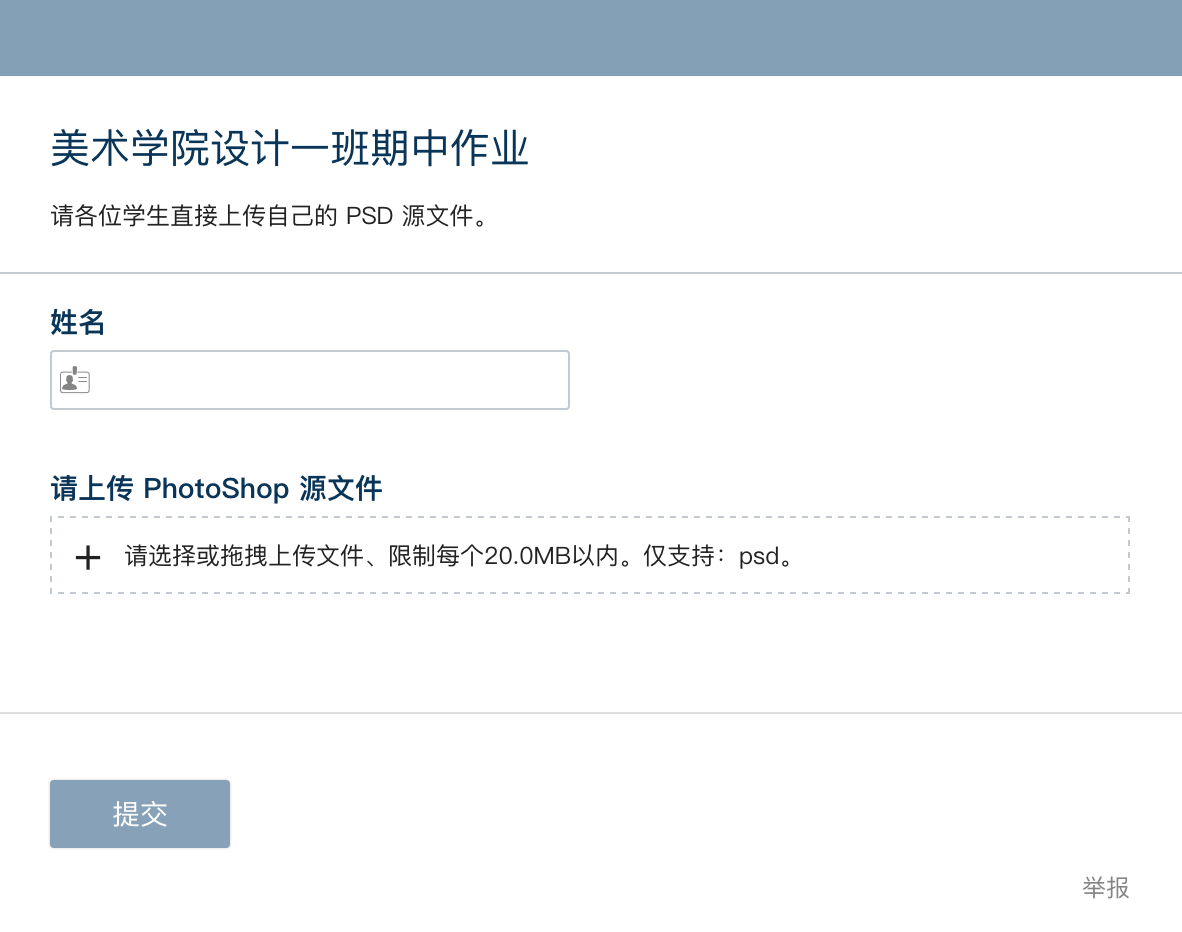 美术学院设计一班期中作业
请各位学生直接上传自己的 PSD 源文件。
姓名
请上传 PhotoShop 源文件
请选择或拖拽上传文件、限制每个20.0MB以内。仅支持：psd。
提交
举报